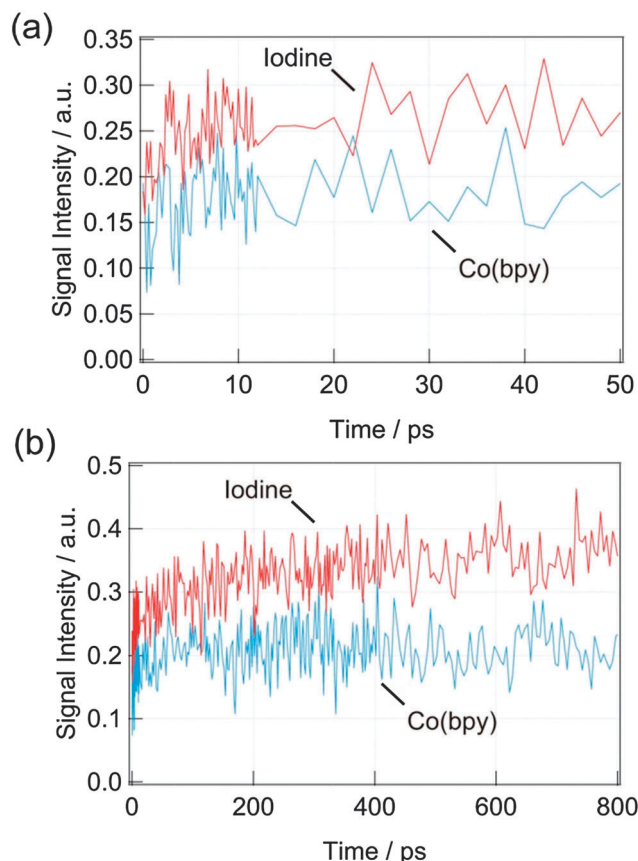 (a)
0.35
0.30
0.25
0.20
0.15
0.10
0.05
0.00
Signal Intensity / a.u.
Iodine
Co(bpy)
0 10 20 30 40 50
Time / ps
(b)
0.5
0.4
0.3
0.2
0.1
0.0
Signal Intensity / a.u.
Iodine
Co(bpy)
0 200 400 600 800
Time / ps